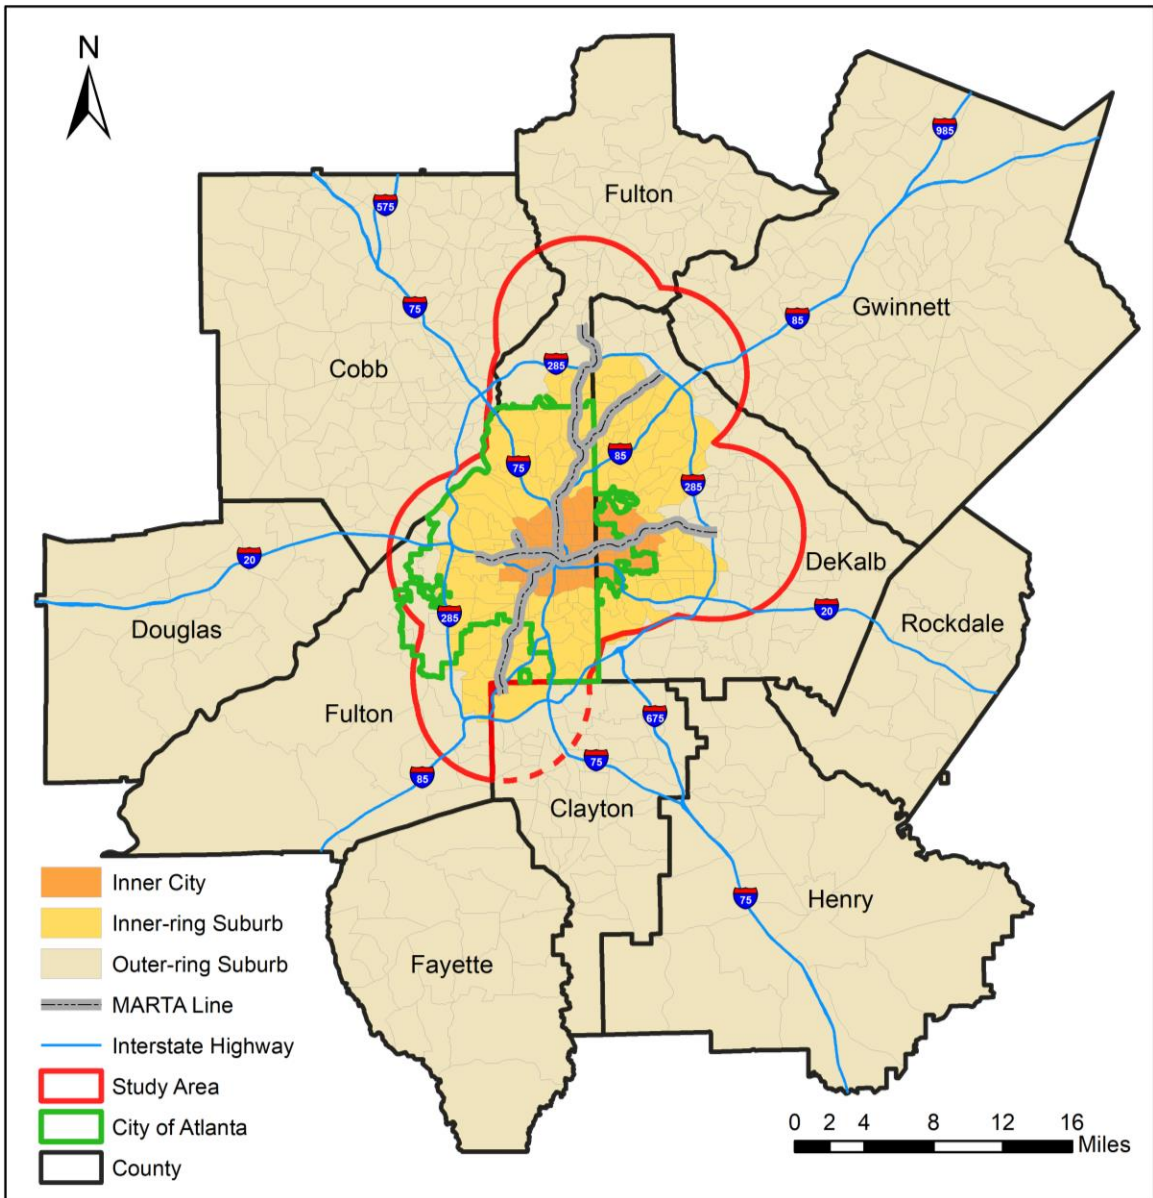 N
985
Fulton
575
75
Gwinnett
85
Cobb
285
75
85
285
20
DeKalb
20
Rockdale
Douglas
285
Fulton
675
75
85
Clayton
75
Henry
Fayette
Inner City
Inner-ring Suburb
Outer-ring Suburb
MARTA Line
Interstate Highway
Study Area
City of Atlanta
County
0 2 4 8 12 16
Miles